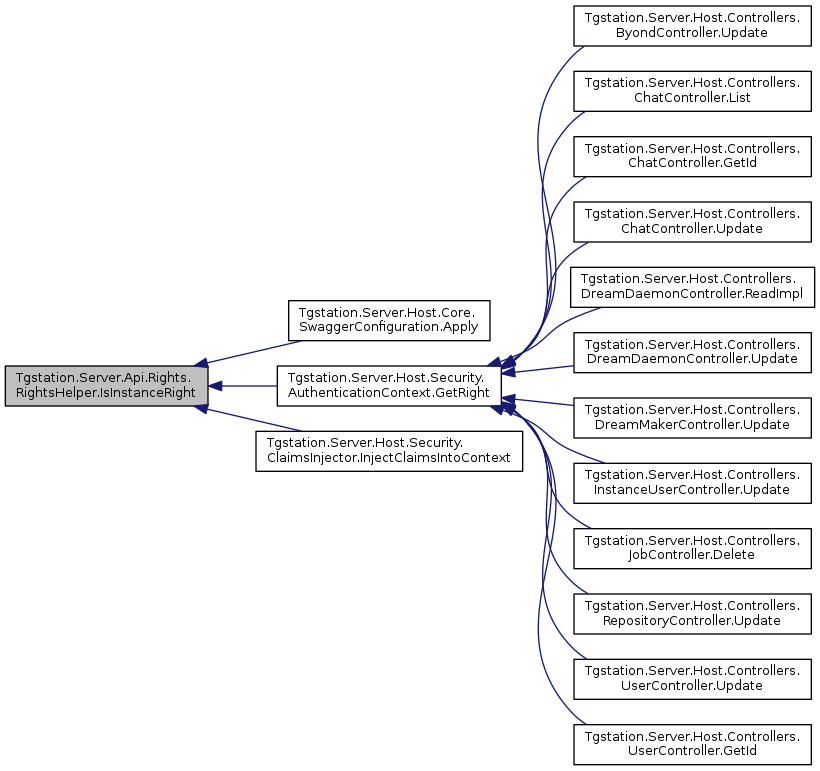 Tgstation.Server.Api.Rights.
RightsHelper.IsInstanceRight
Tgstation.Server.Host.Core.
SwaggerConfiguration.Apply
Tgstation.Server.Host.Security.
AuthenticationContext.GetRight
Tgstation.Server.Host.Security.
ClaimsInjector.InjectClaimsIntoContext
Tgstation.Server.Host.Controllers.
ByondController.Update
Tgstation.Server.Host.Controllers.
ChatController.List
Tgstation.Server.Host.Controllers.
ChatController.GetId
Tgstation.Server.Host.Controllers.
ChatController.Update
Tgstation.Server.Host.Controllers.
DreamDaemonController.ReadImpl
Tgstation.Server.Host.Controllers.
DreamDaemonController.Update
Tgstation.Server.Host.Controllers.
DreamMakerController.Update
Tgstation.Server.Host.Controllers.
InstanceUserController.Update
Tgstation.Server.Host.Controllers.
JobController.Delete
Tgstation.Server.Host.Controllers.
RepositoryController.Update
Tgstation.Server.Host.Controllers.
UserController.Update
Tgstation.Server.Host.Controllers.
UserController.GetId